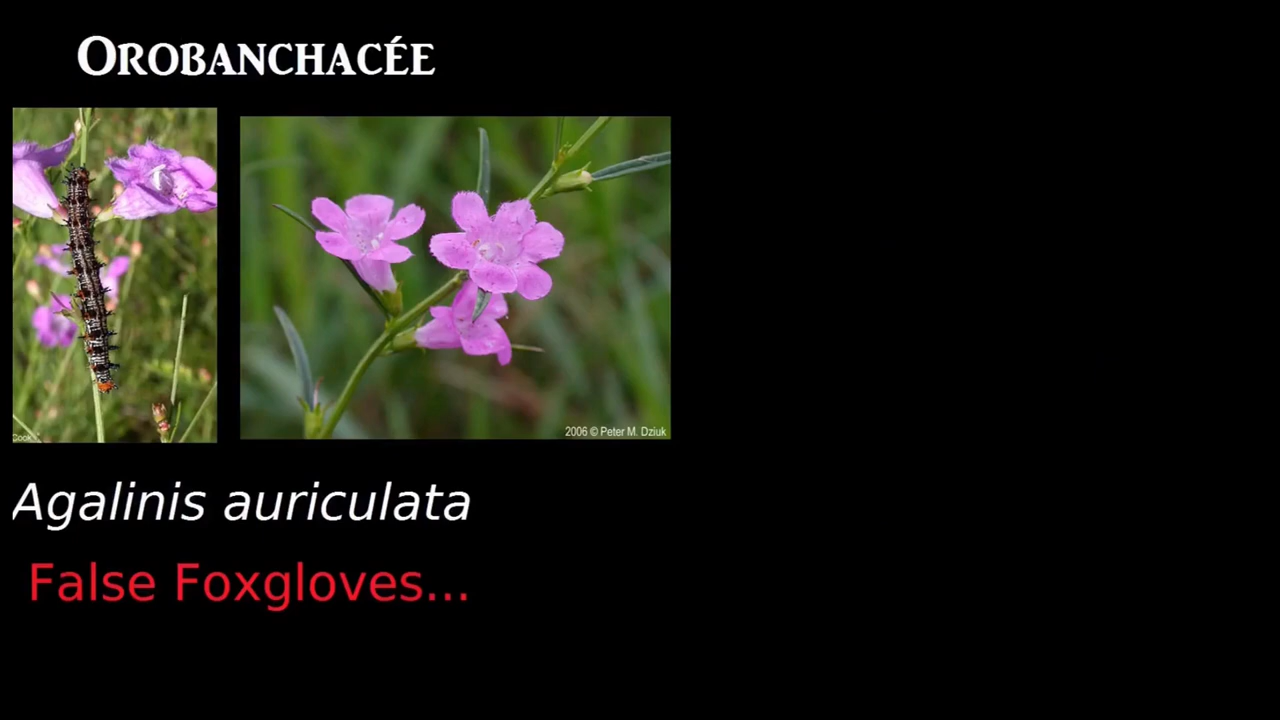 OROBANCHACÉE
2006 © Peter M. Dziuk
Agalinis auriculata
False Foxgloves...